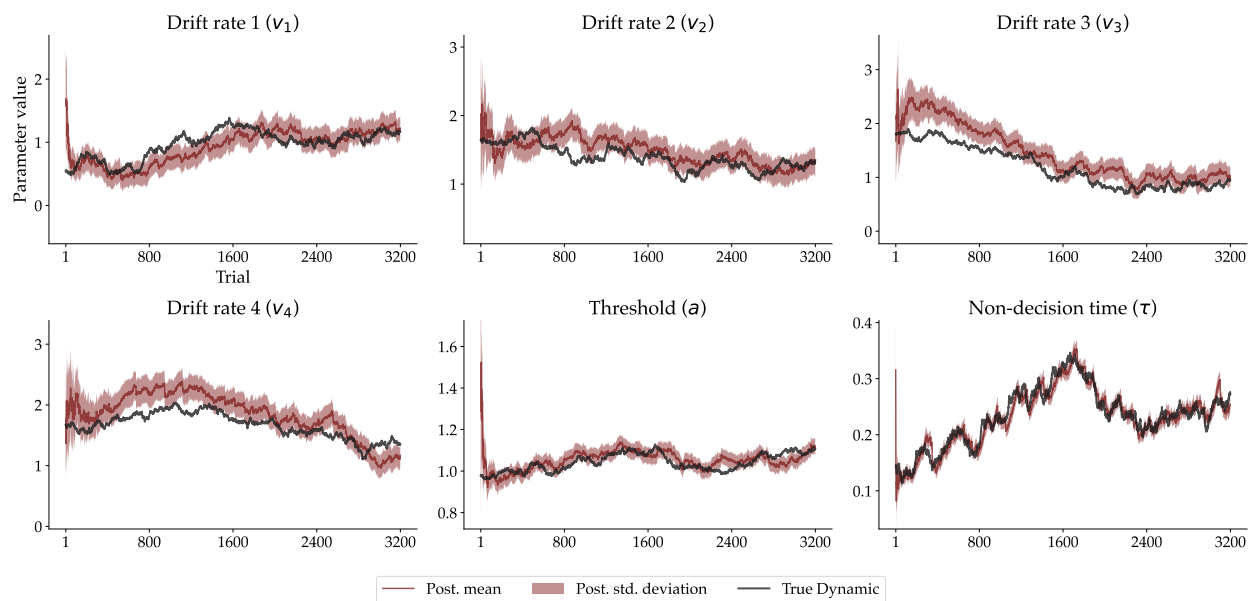 Drift rate 1 (v₁)
Drift rate 2 (v₂)
Drift rate 3 (v₃)
Parameter value
2
1
0
1 800 1600 2400 3200
Trial
3
2
1
1 800 1600 2400 3200
3
2
1
0
1 800 1600 2400 3200
Drift rate 4 (v₄)
Threshold (a)
Non-decision time (τ)
3
2
1
0
1 800 1600 2400 3200
1.6
1.4
1.2
1.0
0.8
1 800 1600 2400 3200
0.4
0.3
0.2
0.1
1 800 1600 2400 3200
Post. mean
Post. std. deviation
True Dynamic